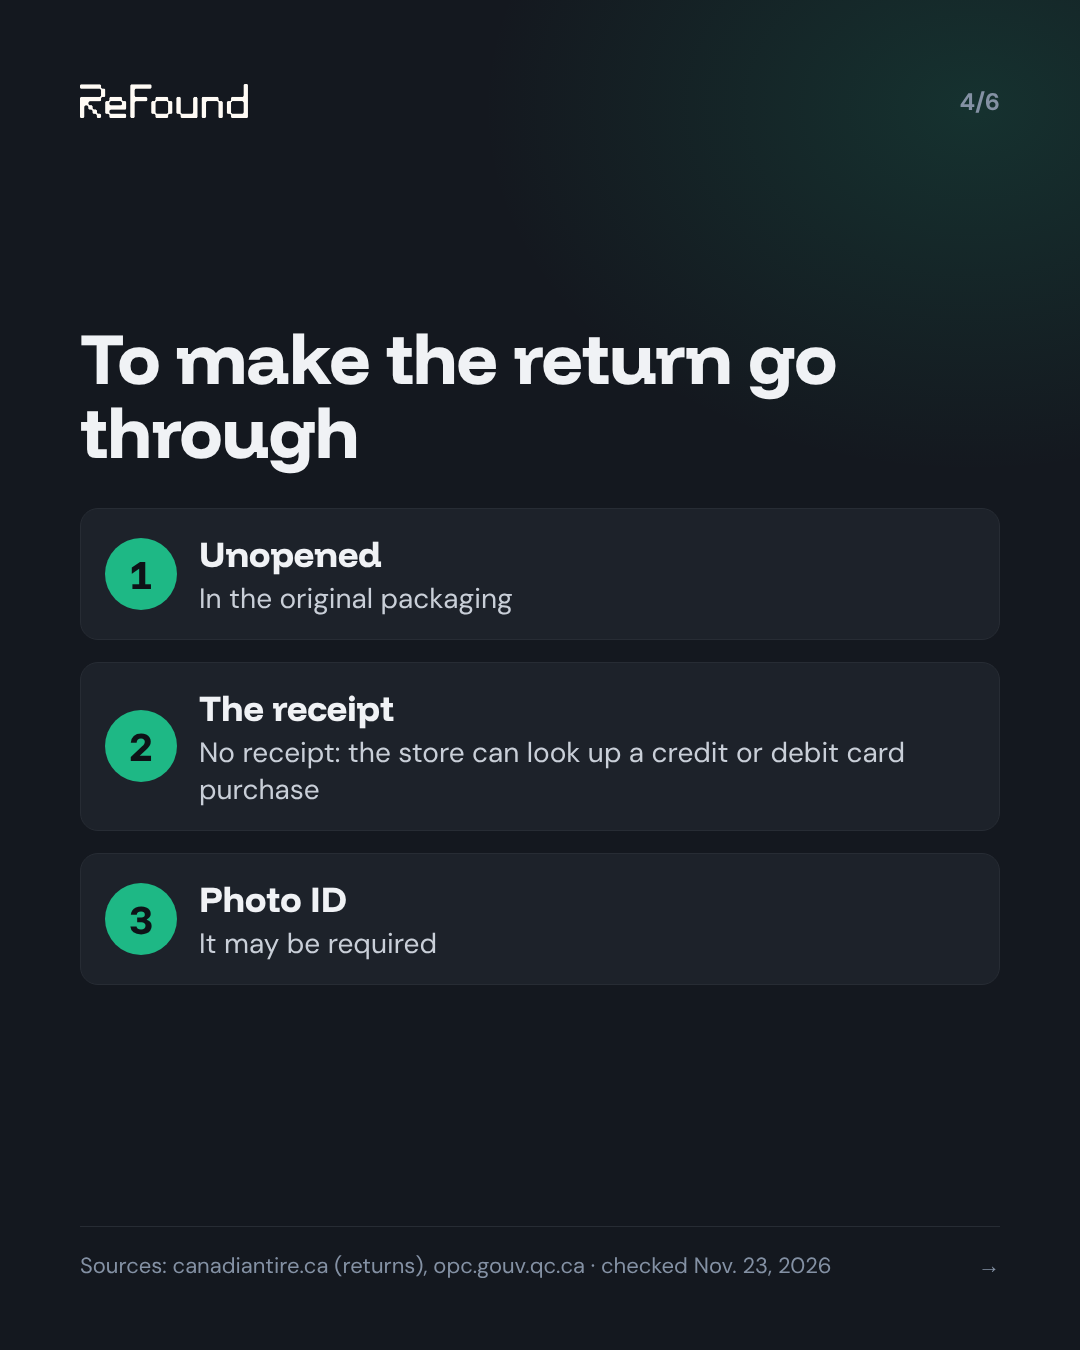 ReFound
4/6
To make the return go
through
1
Unopened
In the original packaging
2
The receipt
No receipt: the store can look up a credit or debit card
purchase
3
Photo ID
It may be required
Sources: canadiantire.ca (returns), opc.gouv.qc.ca · checked Nov. 23, 2026
→